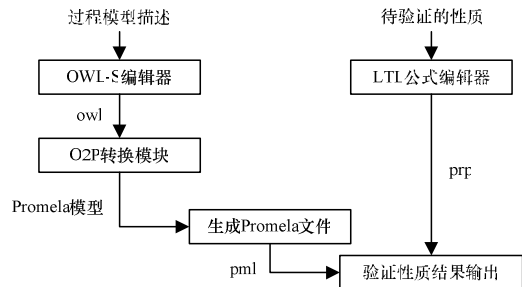 过程模型描述
待验证的性质
OWL-S编辑器
LTL公式编辑器
owl
O2P转换模块
prp
Promela模型
生成Promela文件
pml
验证性质结果输出